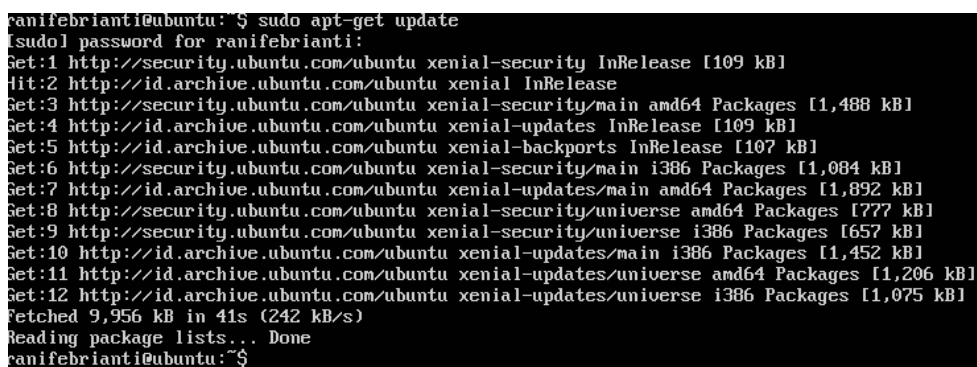 ranifebrianti@ubuntu:~$ sudo apt-get update
[sudo] password for ranifebrianti:
Get:1 http://security.ubuntu.com/ubuntu xenial-security InRelease [109 kB]
Hit:2 http://id.archive.ubuntu.com/ubuntu xenial InRelease
Get:3 http://security.ubuntu.com/ubuntu xenial-security/main amd64 Packages [1,488 kB]
Get:4 http://id.archive.ubuntu.com/ubuntu xenial-updates InRelease [109 kB]
Get:5 http://id.archive.ubuntu.com/ubuntu xenial-backports InRelease [107 kB]
Get:6 http://security.ubuntu.com/ubuntu xenial-security/main i386 Packages [1,084 kB]
Get:7 http://id.archive.ubuntu.com/ubuntu xenial-updates/main amd64 Packages [1,892 kB]
Get:8 http://security.ubuntu.com/ubuntu xenial-security/universe amd64 Packages [777 kB]
Get:9 http://security.ubuntu.com/ubuntu xenial-security/universe i386 Packages [657 kB]
Get:10 http://id.archive.ubuntu.com/ubuntu xenial-updates/main i386 Packages [1,452 kB]
Get:11 http://id.archive.ubuntu.com/ubuntu xenial-updates/universe amd64 Packages [1,206 kB]
Get:12 http://id.archive.ubuntu.com/ubuntu xenial-updates/universe i386 Packages [1,075 kB]
Fetched 9,956 kB in 41s (242 kB/s)
Reading package lists... Done
ranifebrianti@ubuntu:~$